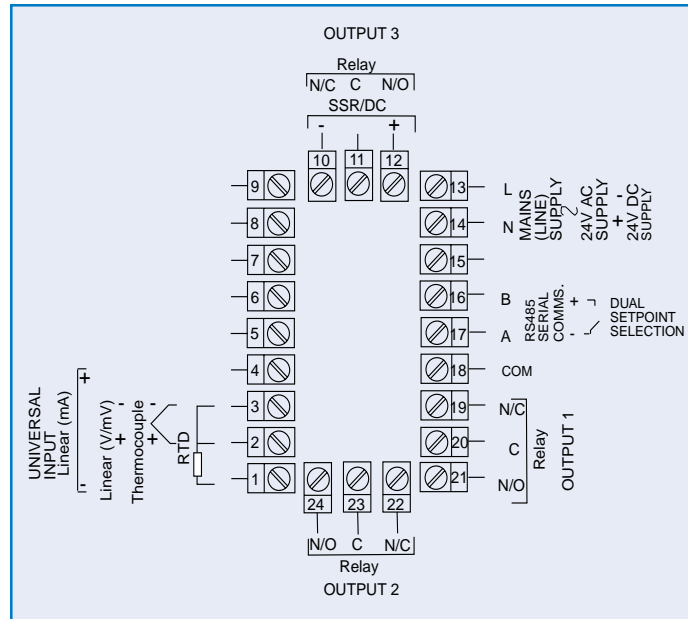 OUTPUT 3
Relay
N/C C N/O
SSR/DC
- +
10 11 12
9
8
7
6
5
4
3
2
1
13 L
14 N
15
16 B
17 A
18 COM
19 N/C
20 C
21 N/O
MAINS
(LINE)
SUPPLY
24V AC
SUPPLY
- +
24V DC
SUPPLY
RS485
SERIAL
COMMS.
+ -
DUAL
SETPOINT
SELECTION
Relay
OUTPUT 1
UNIVERSAL
INPUT
Linear (mA)
+ -
Linear (V/mV)
+ -
Thermocouple
+ -
RTD
24 23 22
N/O C N/C
Relay
OUTPUT 2